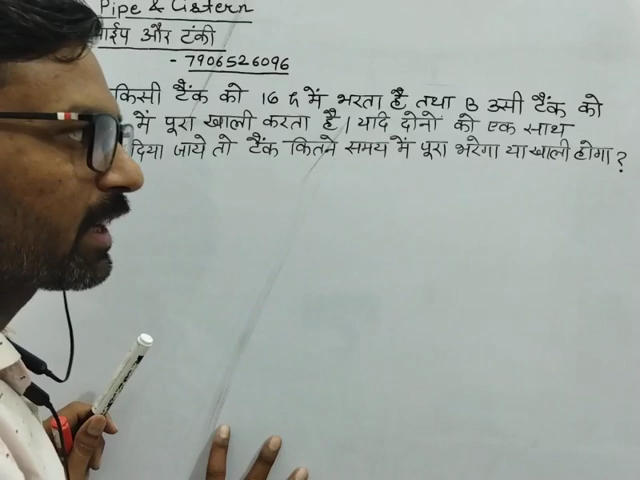 Pipe & Cistern
पाईप और टंकी
- 7906526096
किसी टैंक को 16 h में भरता है तथा B उसी टैंक को
में पूरा खाली करता है। यदि दोनो को एक साथ
दिया जाये तो टैंक कितने समय में पूरा भरेगा या खाली होगा ?